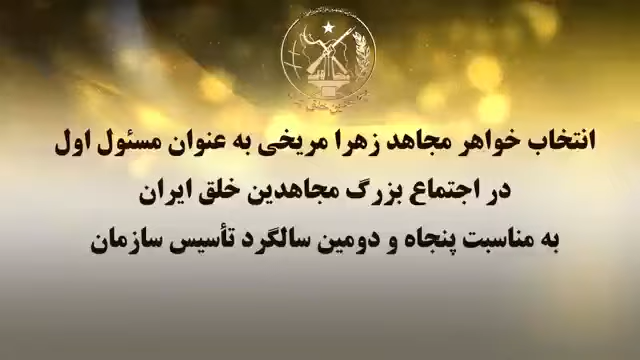 انتخاب خواهر مجاهد زهرا مریخی به عنوان مسئول اول
در اجتماع بزرگ مجاهدین خلق ایران
به مناسبت پنجاه و دومین سالگرد تأسیس سازمان